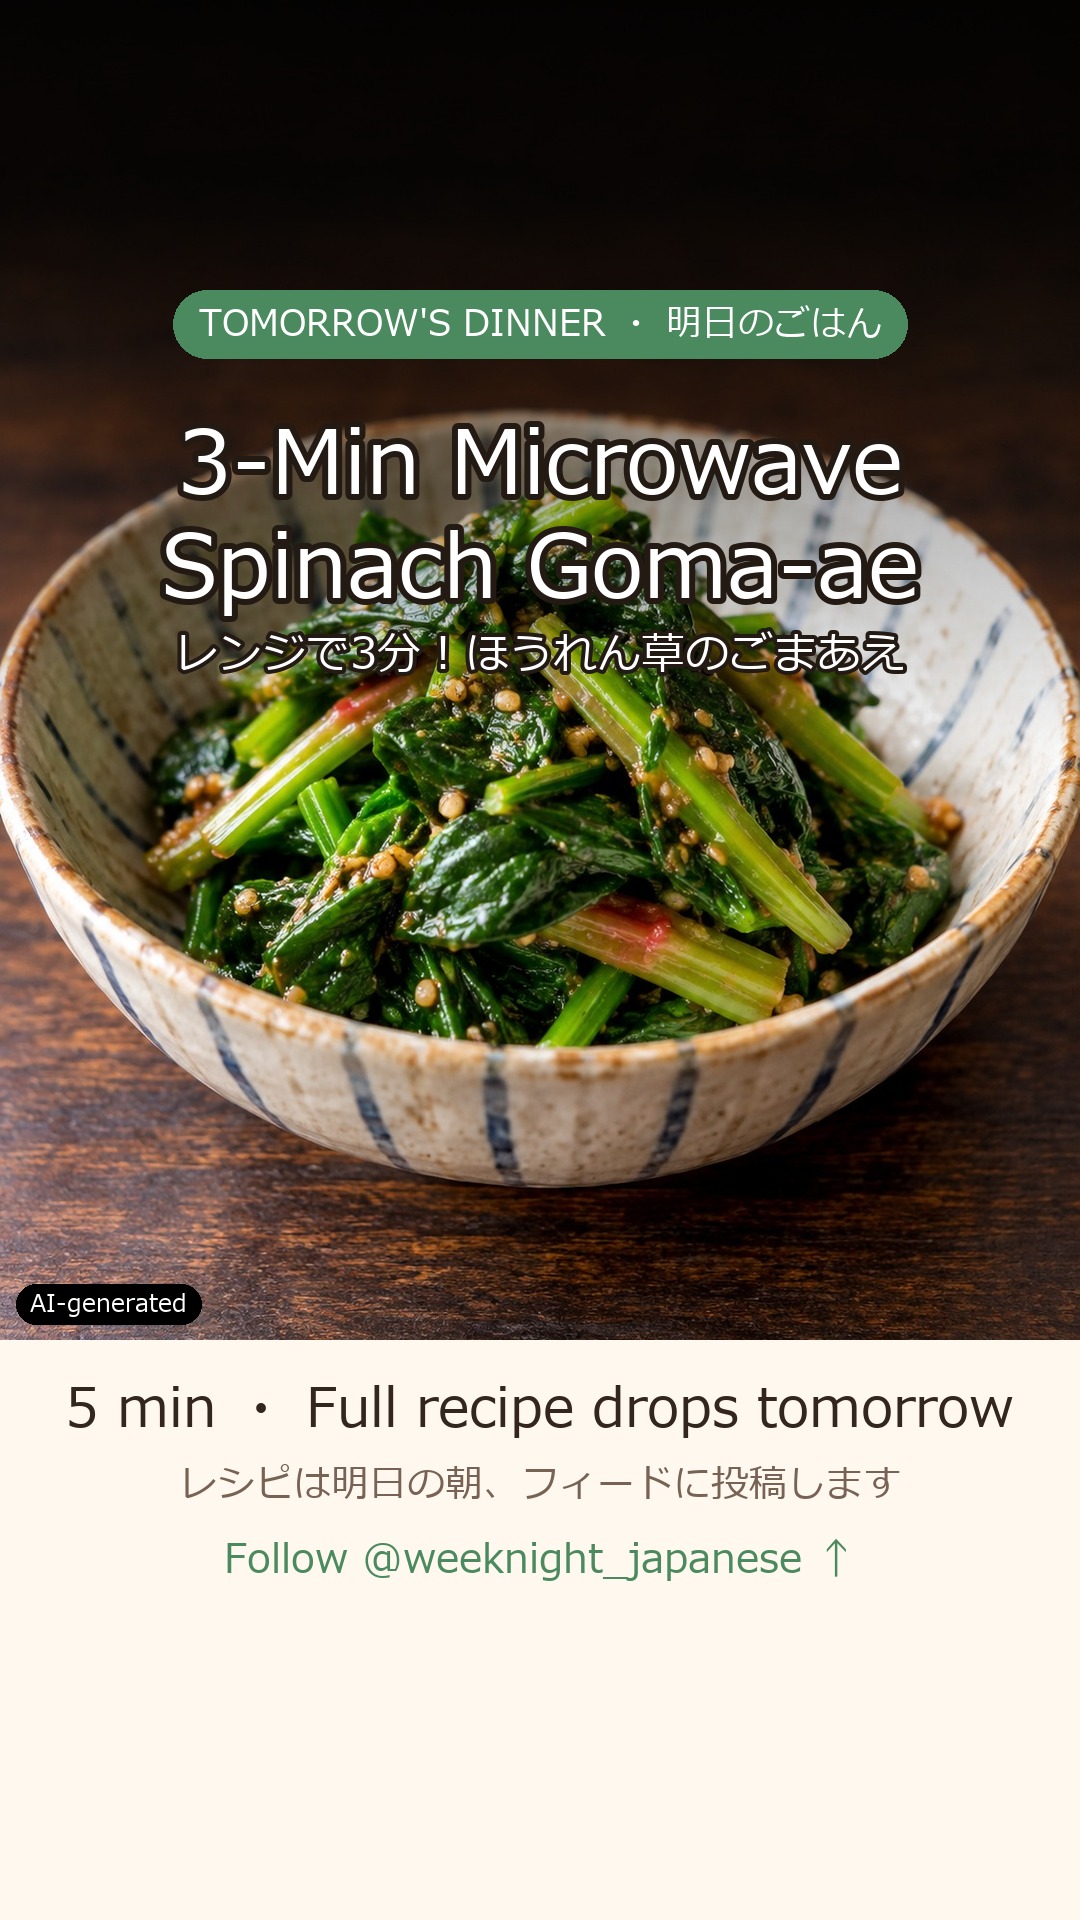 TOMORROW'S DINNER ・ 明日のごはん
3-Min Microwave
Spinach Goma-ae
レンジで3分！ほうれん草のごまあえ
AI-generated
5 min ・ Full recipe drops tomorrow
レシピは明日の朝、フィードに投稿します
Follow @weeknight_japanese ↑